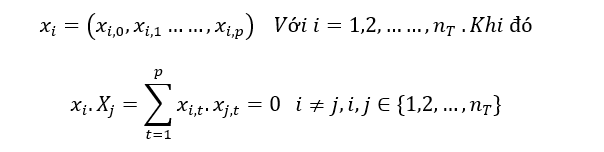 x_i = (x_{i,0}, x_{i,1} … …, x_{i,p}) Với i = 1,2, … …, n_T . Khi đó
x_i. X_j = \sum_{t=1}^{p} x_{i,t}. x_{j,t} = 0 i ≠ j, i, j ∈ {1,2, …, n_T}